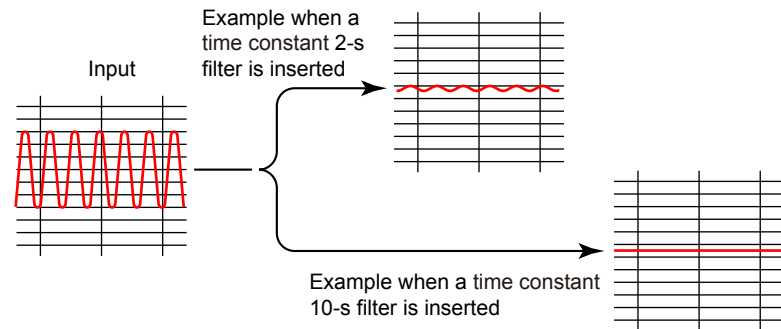 Example when a
time constant 2-s
filter is inserted
Input
Example when a time constant
10-s filter is inserted